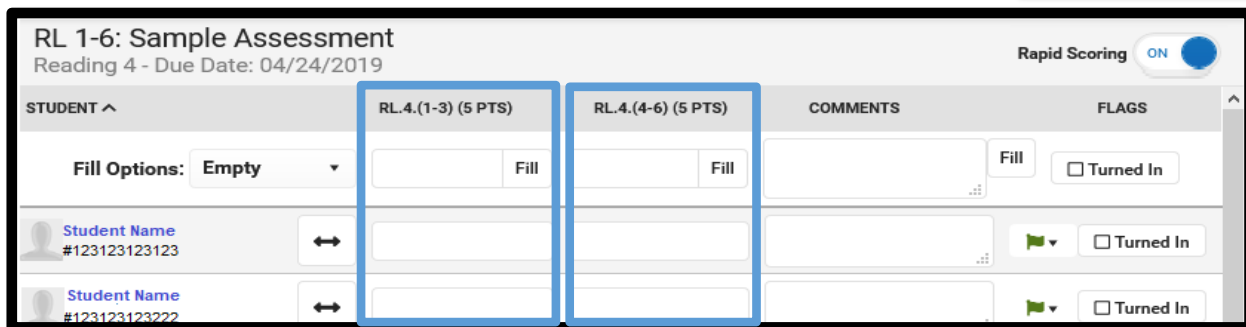 RL 1-6: Sample Assessment
Reading 4 - Due Date: 04/24/2019
Rapid Scoring ON
STUDENT RL.4.(1-3) (5 PTS) RL.4.(4-6) (5 PTS) COMMENTS FLAGS
Fill Options: Empty Fill Fill Fill Turned In
Student Name
#123123123123
Turned In
Student Name
#123123123222
Turned In